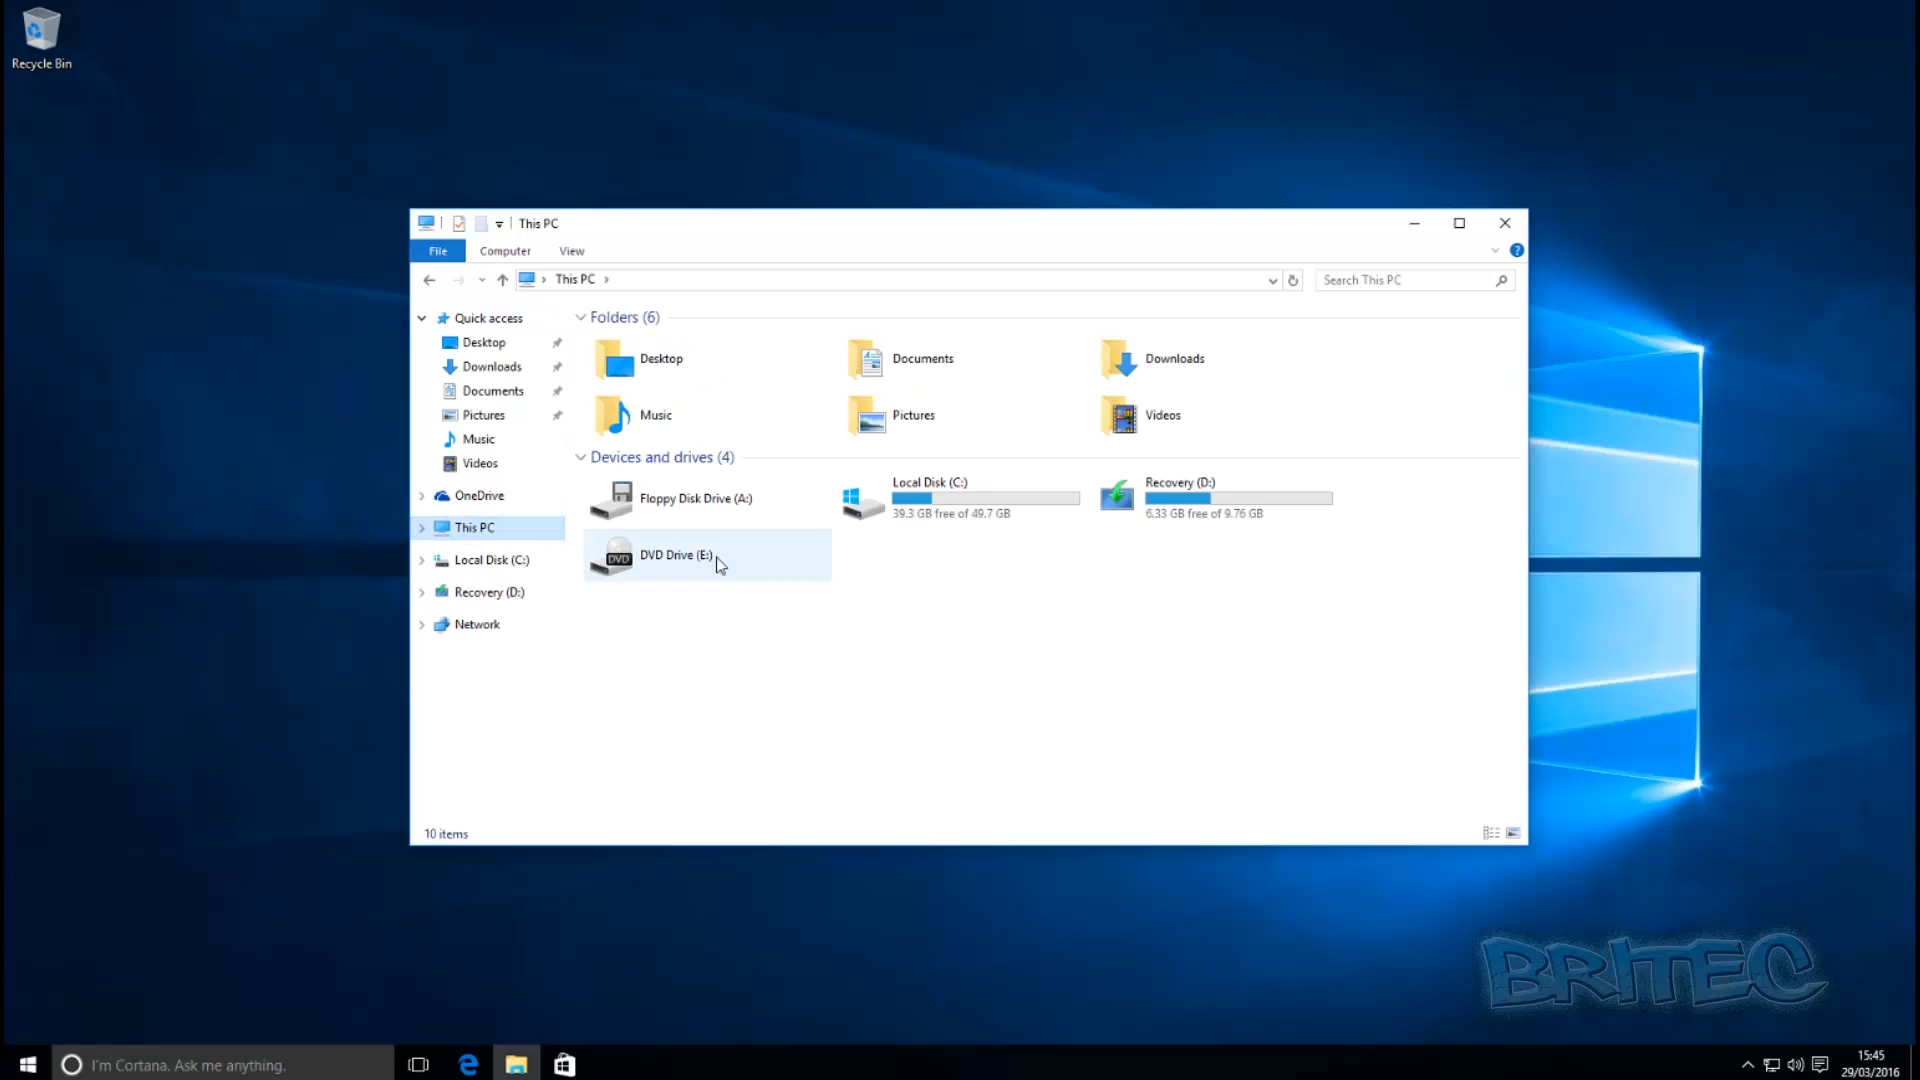 Recycle Bin
This PC
File Computer View
This PC
Search This PC
Quick access
Desktop
Downloads
Documents
Pictures
Music
Videos
OneDrive
This PC
Local Disk (C:)
Recovery (D:)
Network
Folders (6)
Desktop
Documents
Downloads
Music
Pictures
Videos
Devices and drives (4)
Floppy Disk Drive (A:)
Local Disk (C:)
39.3 GB free of 49.7 GB
Recovery (D:)
6.33 GB free of 9.76 GB
DVD
DVD Drive (E:)
10 items
BRITEC
I'm Cortana. Ask me anything.
15:45
29/03/2016